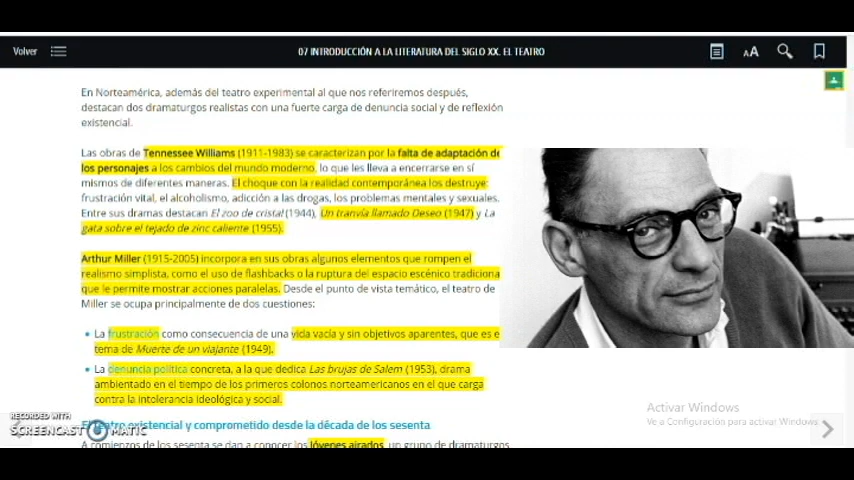 Volver
07 INTRODUCCIÓN A LA LITERATURA DEL SIGLO XX. EL TEATRO
AA
En Norteamérica, además del teatro experimental al que nos referiremos después,
destacan dos dramaturgos realistas con una fuerte carga de denuncia social y de reflexión
existencial.
Las obras de Tennessee Williams (1911-1983) se caracterizan por la falta de adaptación de
los personajes a los cambios del mundo moderno, lo que les lleva a encerrarse en sí
mismos de diferentes maneras. El choque con la realidad contemporánea los destruye:
frustración vital, el alcoholismo, adicción a las drogas, los problemas mentales y sexuales.
Entre sus dramas destacan El zoo de cristal (1944), Un tranvía llamado Deseo (1947) y La
gata sobre el tejado de zinc caliente (1955).
Arthur Miller (1915-2005) incorpora en sus obras algunos elementos que rompen el
realismo simplista, como el uso de flashbacks o la ruptura del espacio escénico tradiciona
que le permite mostrar acciones paralelas. Desde el punto de vista temático, el teatro de
Miller se ocupa principalmente de dos cuestiones:
• La frustración como consecuencia de una vida vacía y sin objetivos aparentes, que es e
tema de Muerte de un viajante (1949).
• La denuncia política concreta, a la que dedica Las brujas de Salem (1953), drama
ambientado en el tiempo de los primeros colonos norteamericanos en el que carga
contra la intolerancia ideológica y social.
El teatro existencial y comprometido desde la década de los sesenta
A comienzos de los sesenta se dan a conocer los jóvenes airados, un grupo de dramaturgos
RECORDED WITH
SCREENCAST MATIC
Activar Windows
Ve a Configuración para activar Windows.